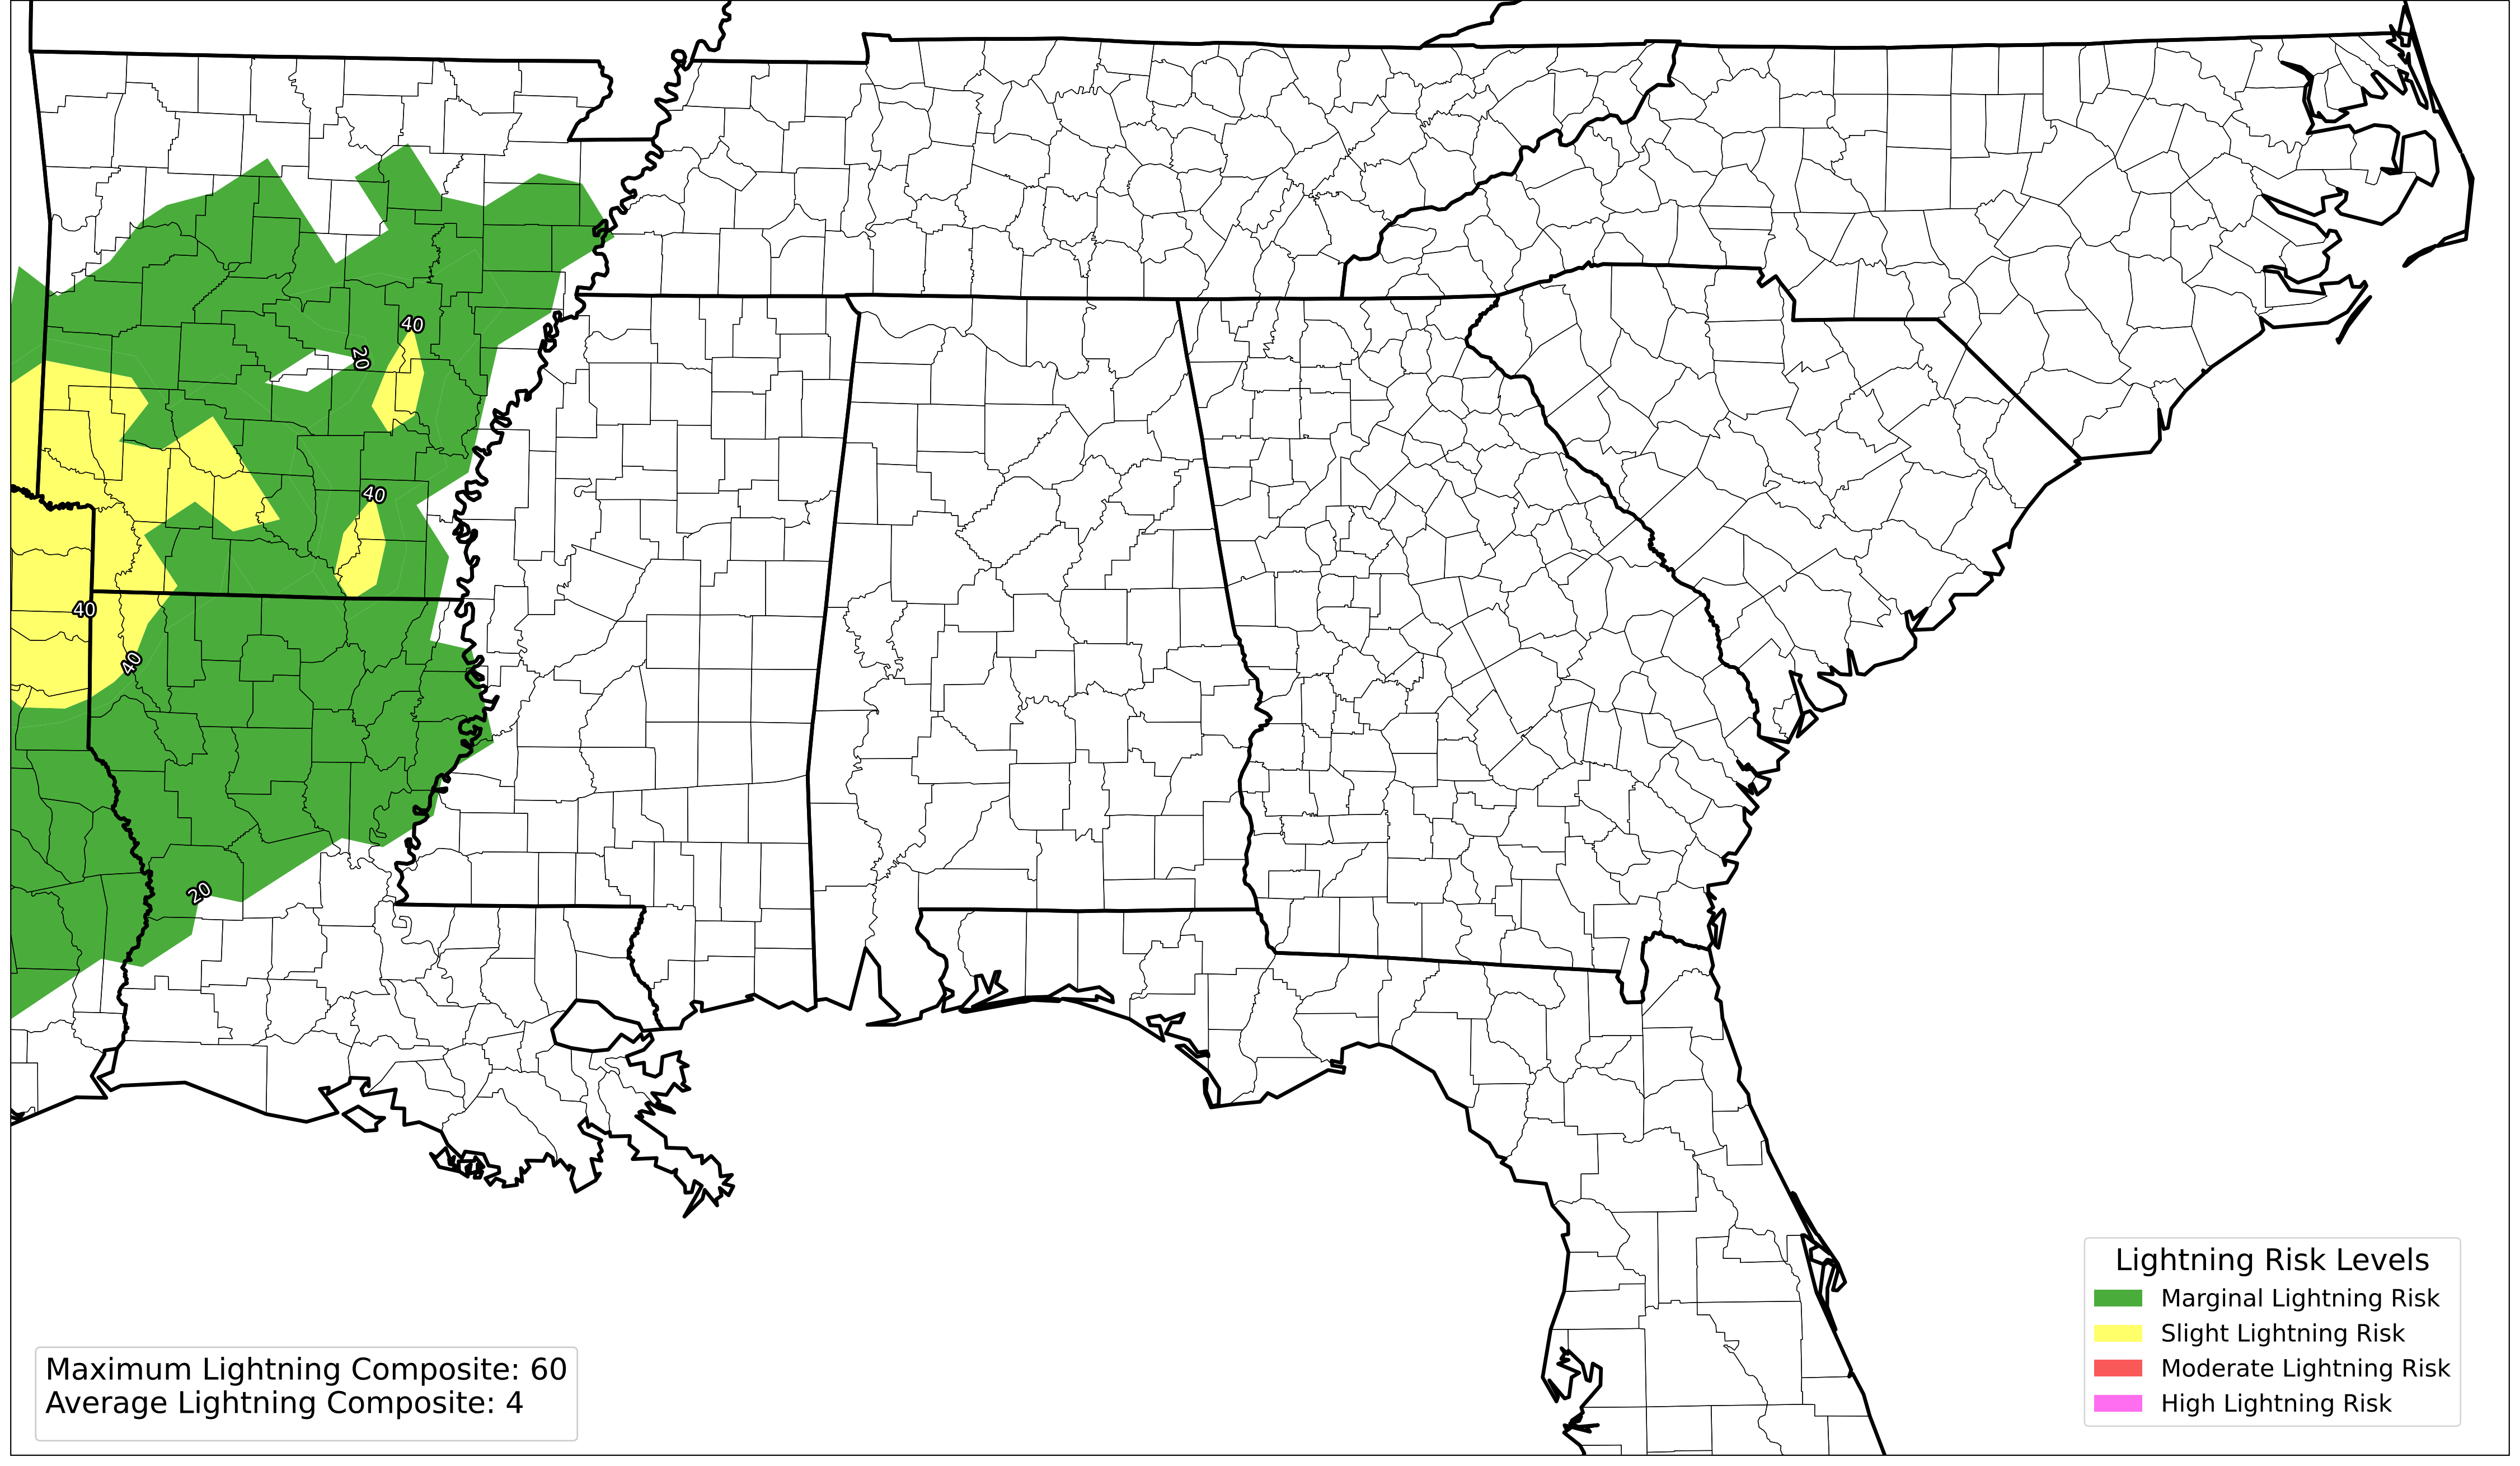 40
20
40
40
40
20
Lightning Risk Levels
Marginal Lightning Risk
Slight Lightning Risk
Moderate Lightning Risk
High Lightning Risk
Maximum Lightning Composite: 60
Average Lightning Composite: 4